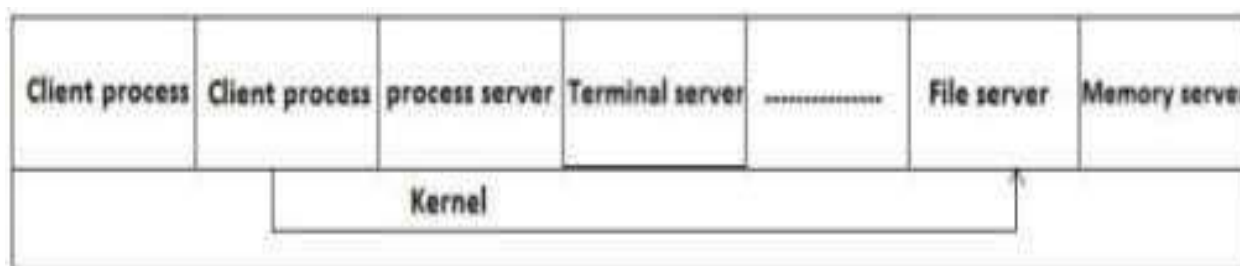 Client process
Client process
process server
Terminal server
...............
File server
Memory server
Kernel